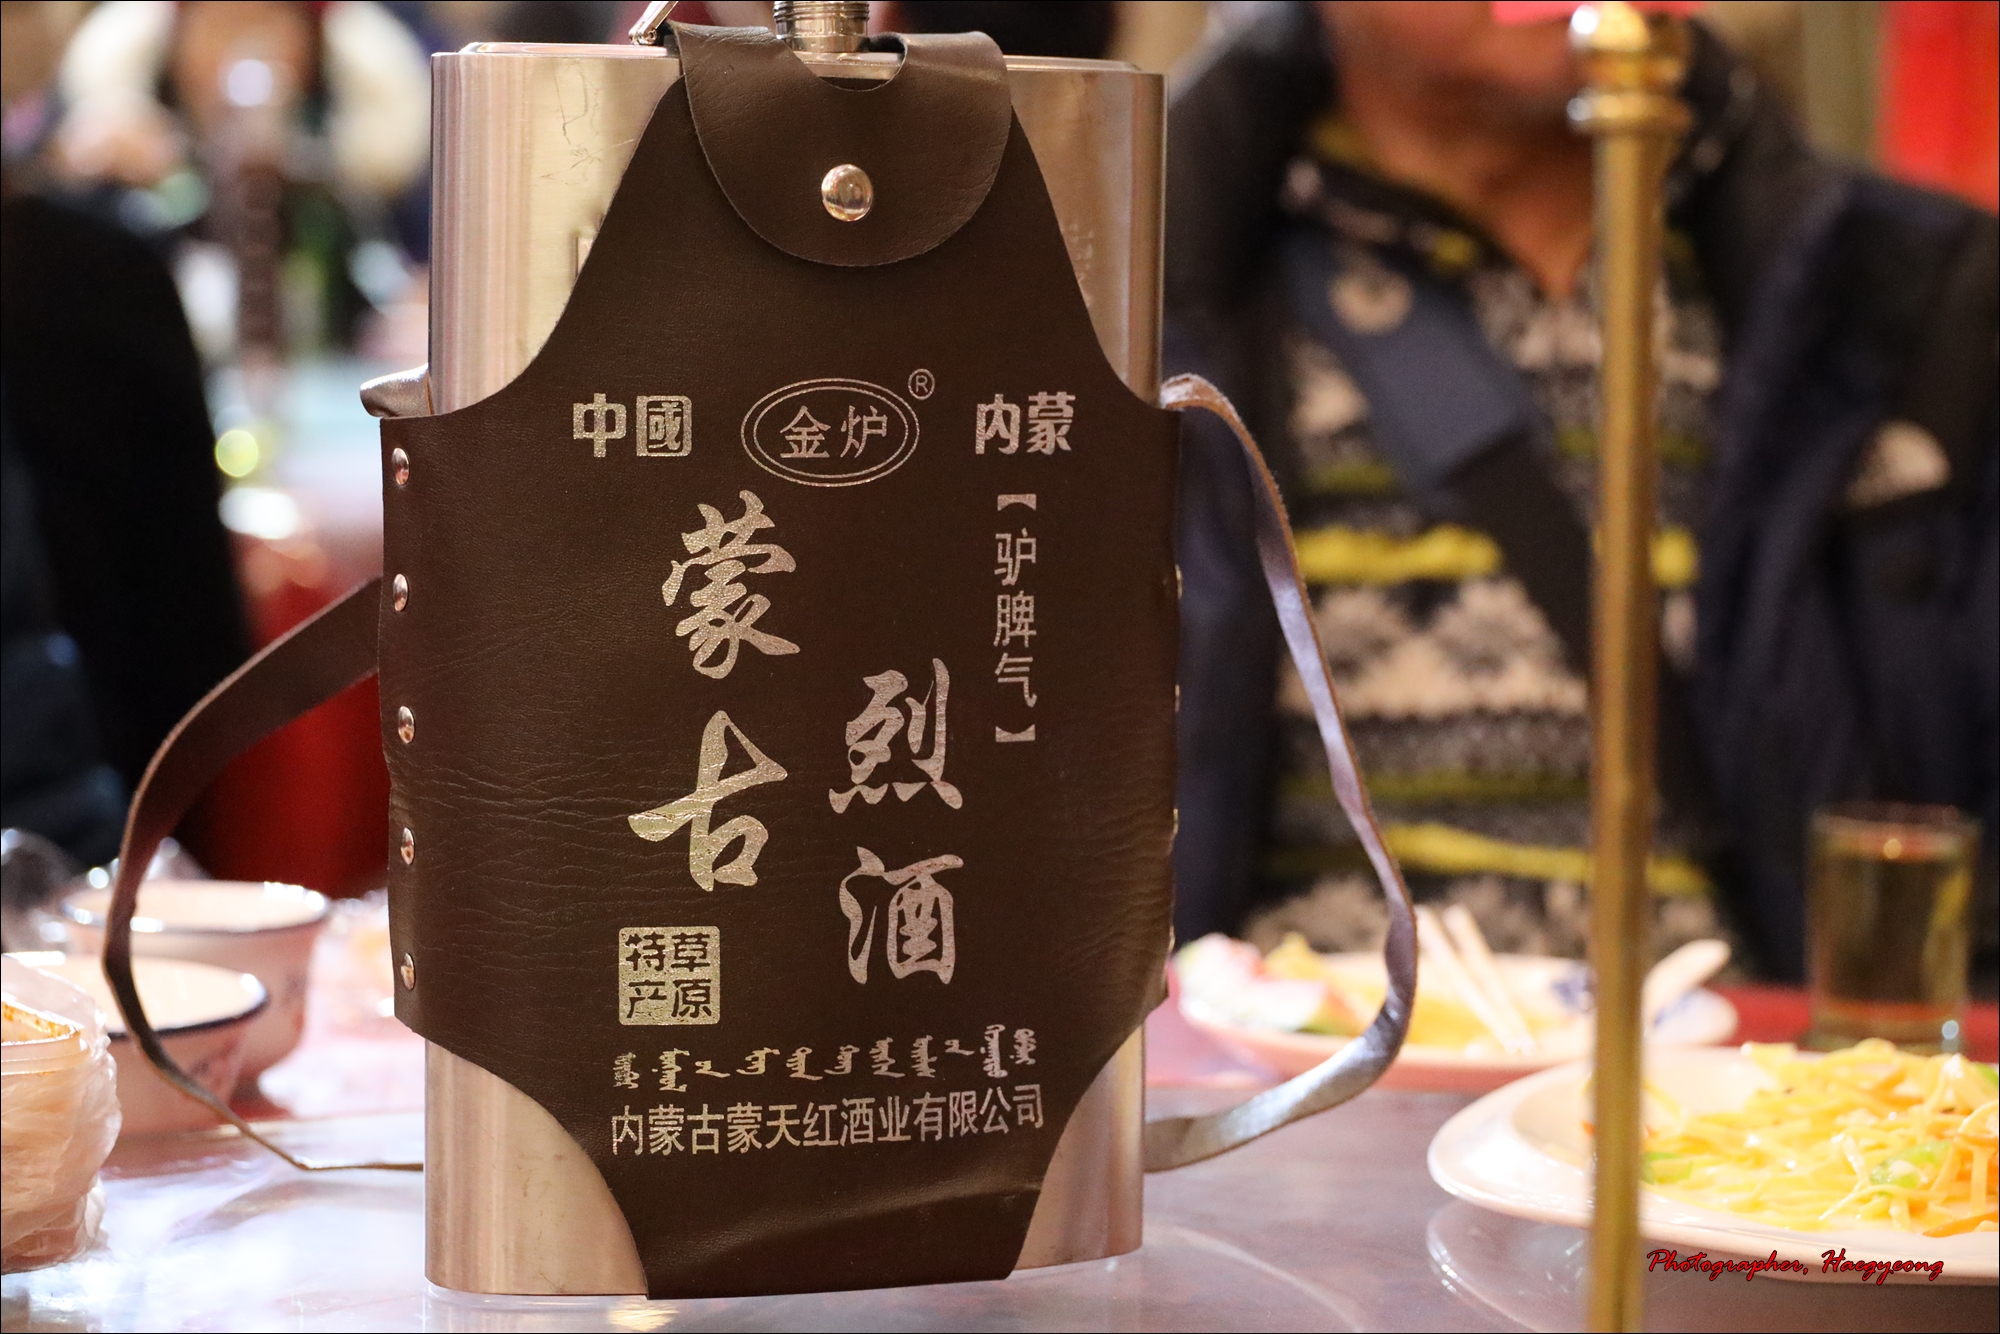 中國
金炉®
内蒙
【驴脾气】
蒙古
烈酒
草原
特产
内蒙古蒙天红酒业有限公司
Photographer, Haegyeong